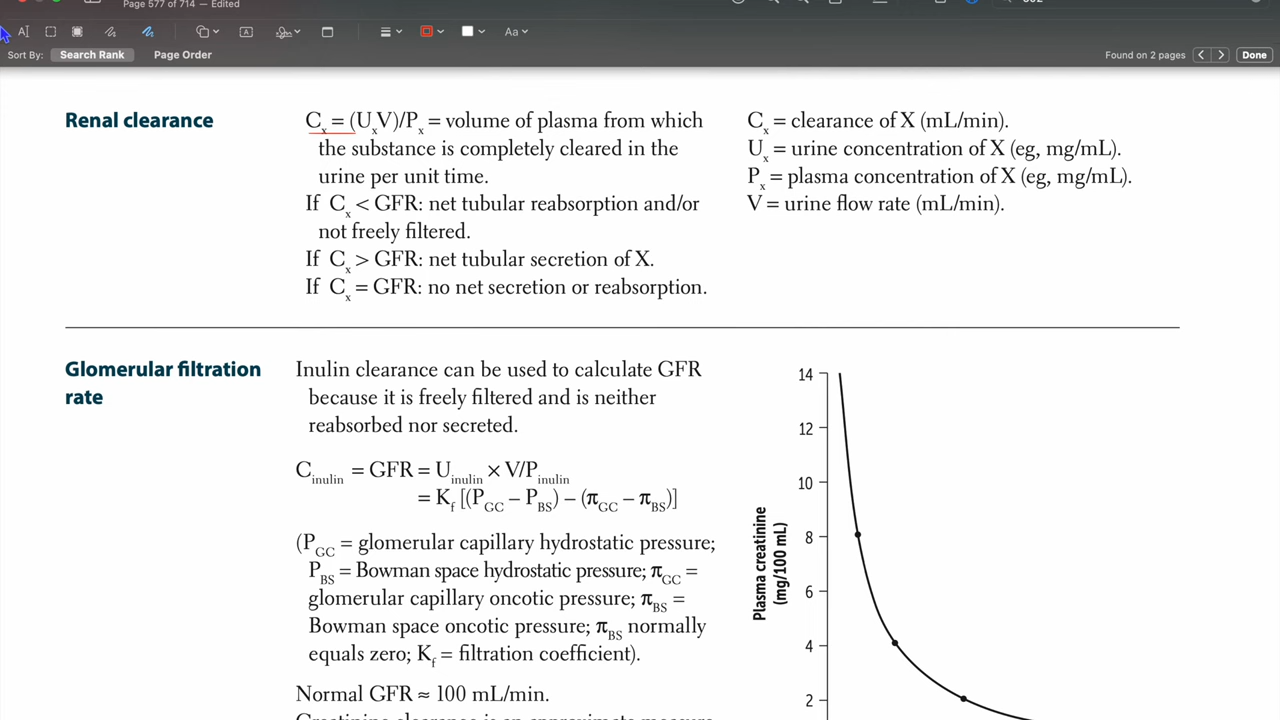 Page 577 of 714 — Edited
Aa
Sort By: Search Rank Page Order
Found on 2 pages
Done
Renal clearance
Cx = (UxV)/Px = volume of plasma from which
the substance is completely cleared in the
urine per unit time.
If Cx < GFR: net tubular reabsorption and/or
not freely filtered.
If Cx > GFR: net tubular secretion of X.
If Cx = GFR: no net secretion or reabsorption.
Cx = clearance of X (mL/min).
Ux = urine concentration of X (eg, mg/mL).
Px = plasma concentration of X (eg, mg/mL).
V = urine flow rate (mL/min).
Glomerular filtration
rate
Inulin clearance can be used to calculate GFR
because it is freely filtered and is neither
reabsorbed nor secreted.
Cinulin = GFR = Uinulin × V/Pinulin
= Kf [(PGC – PBS) – (πGC – πBS)]
(PGC = glomerular capillary hydrostatic pressure;
PBS = Bowman space hydrostatic pressure; πGC =
glomerular capillary oncotic pressure; πBS =
Bowman space oncotic pressure; πBS normally
equals zero; Kf = filtration coefficient).
Normal GFR ≈ 100 mL/min.
Creatinine clearance is an approximate measure
Plasma creatinine
(mg/100 mL)
14
12
10
8
6
4
2